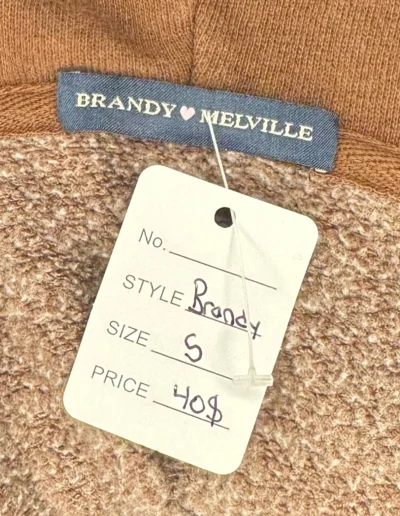 BRANDY♥MELVILLE
No.
STYLE Brandy
SIZE S
PRICE 40$